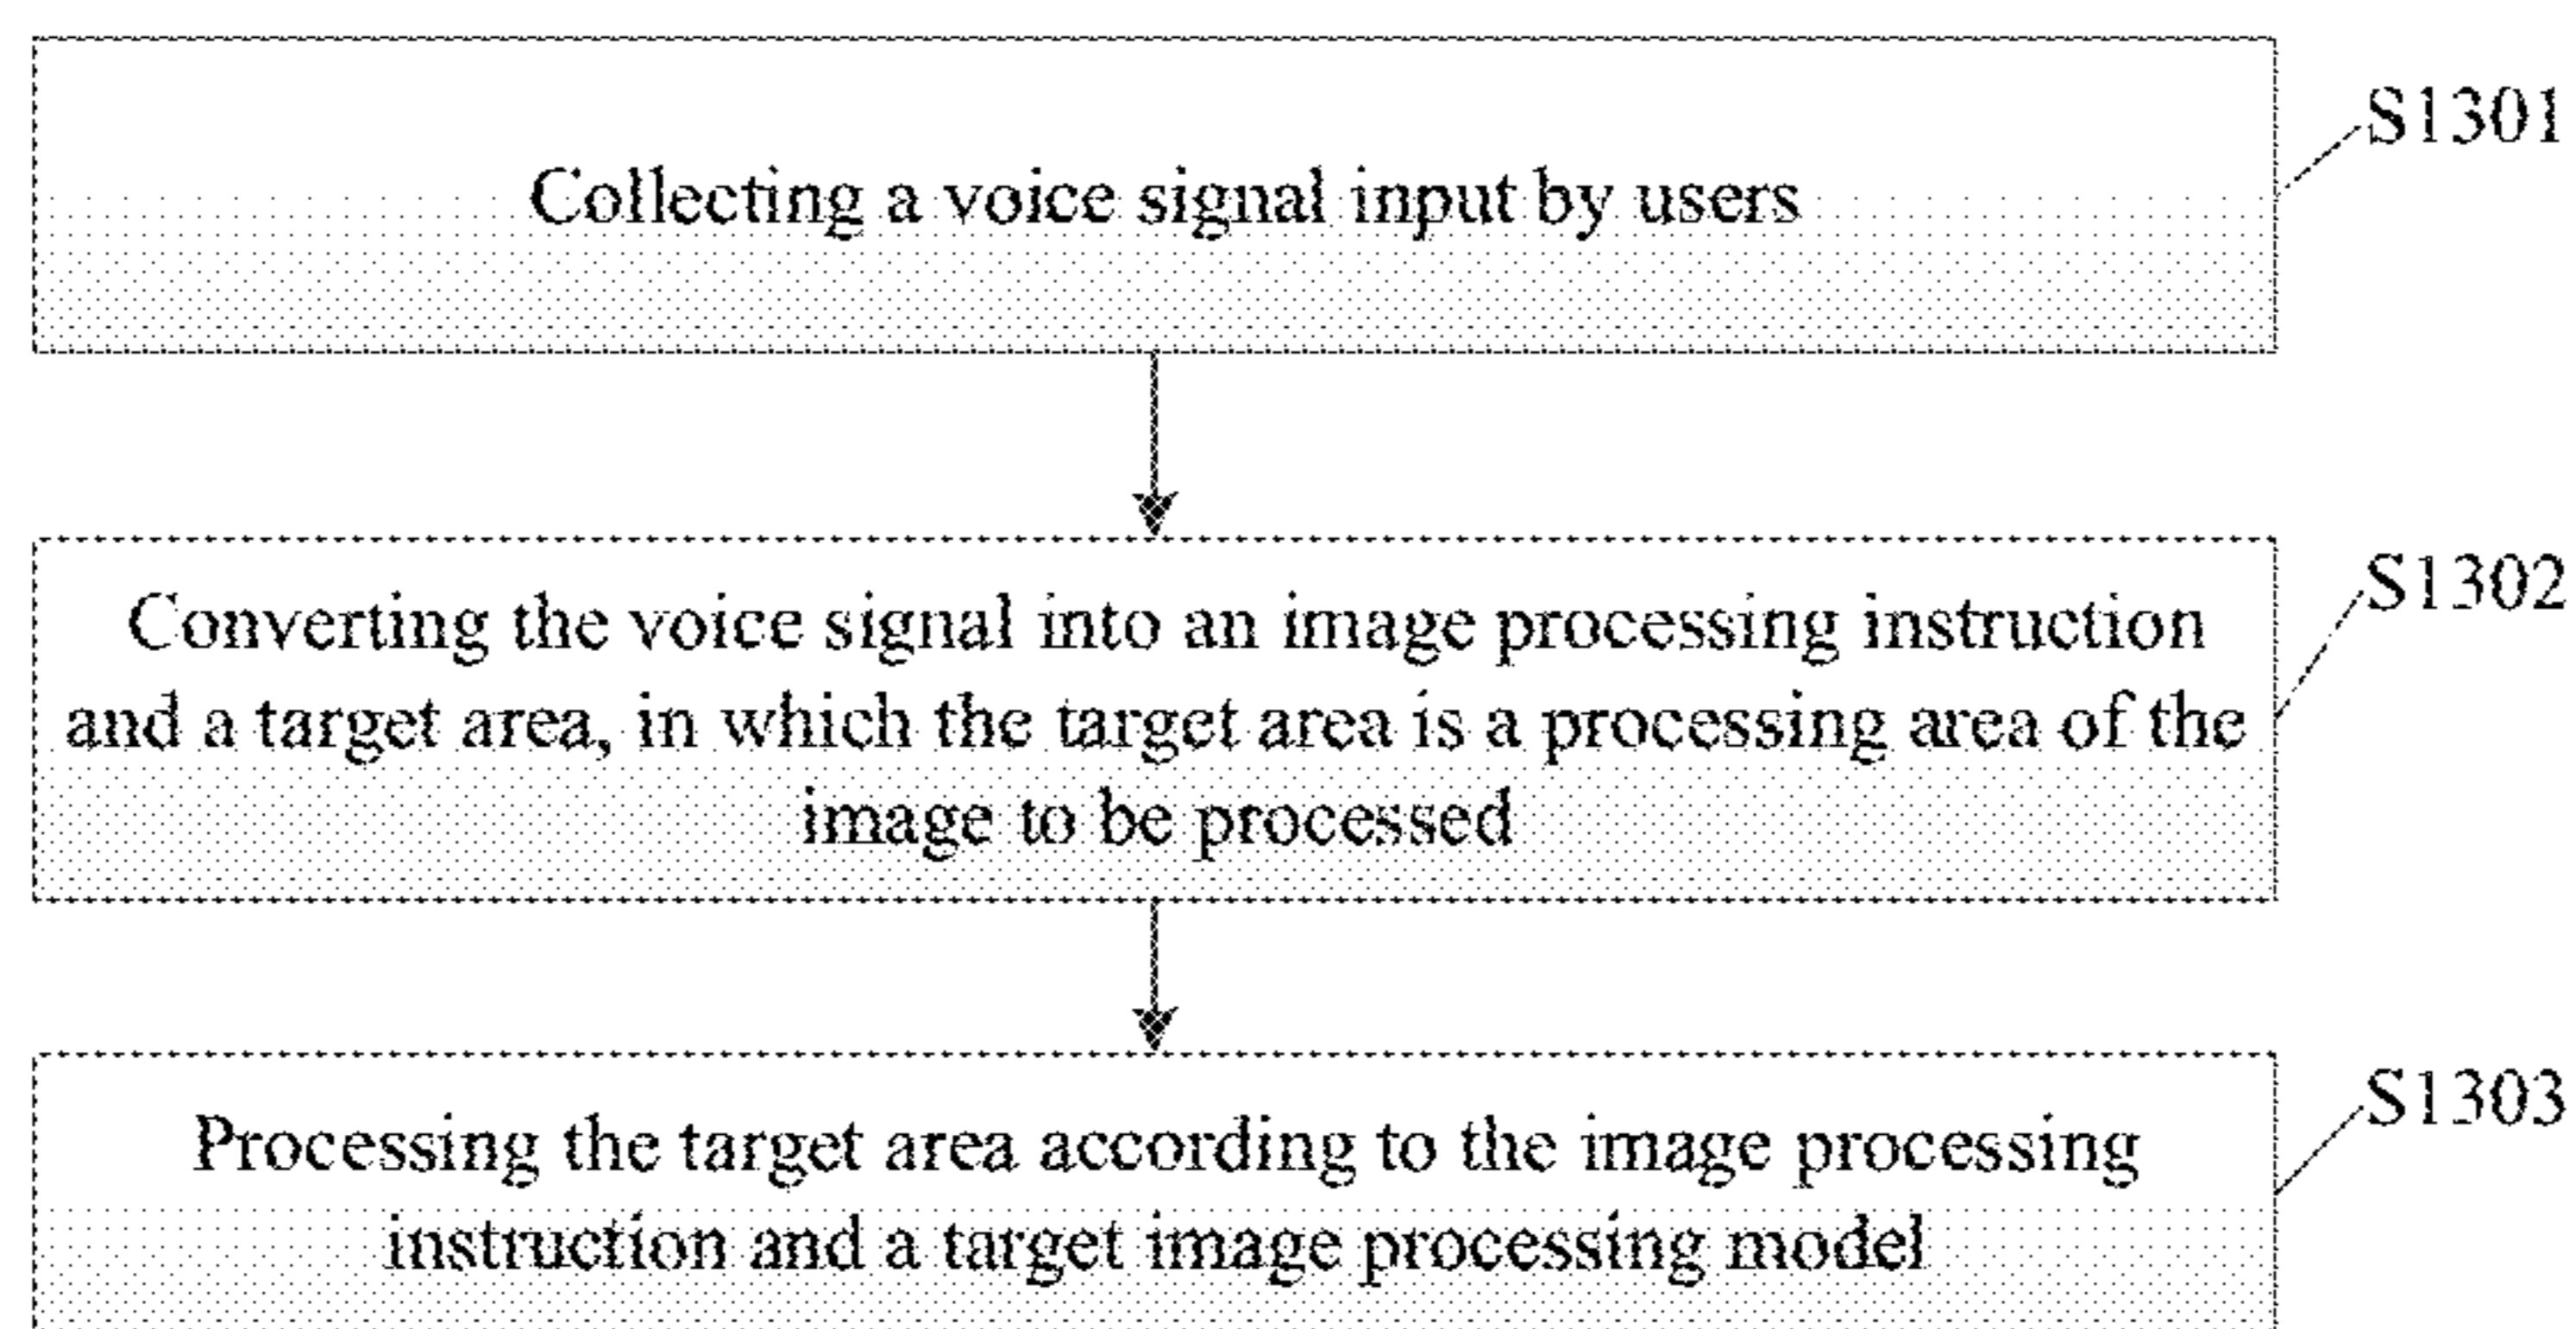 Collecting a voice signal input by users
S1301
Converting the voice signal into an image processing instruction
and a target area, in which the target area is a processing area of the
image to be processed
S1302
Processing the target area according to the image processing
instruction and a target image processing model
S1303